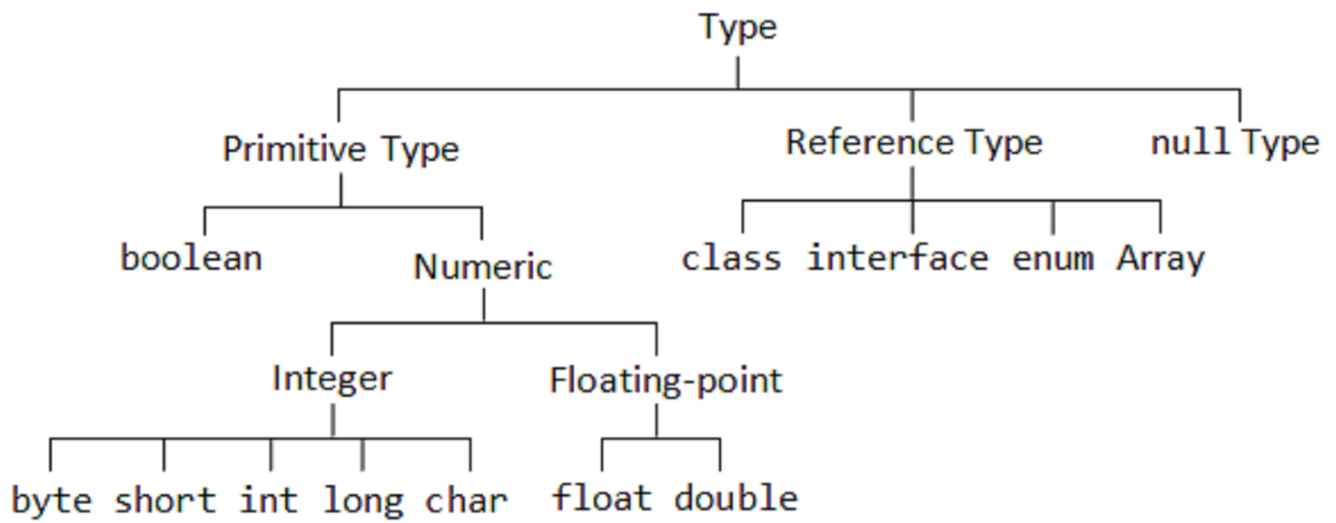 Type
Primitive Type
Reference Type
null Type
boolean
Numeric
class interface enum Array
Integer
Floating-point
byte short int long char
float double